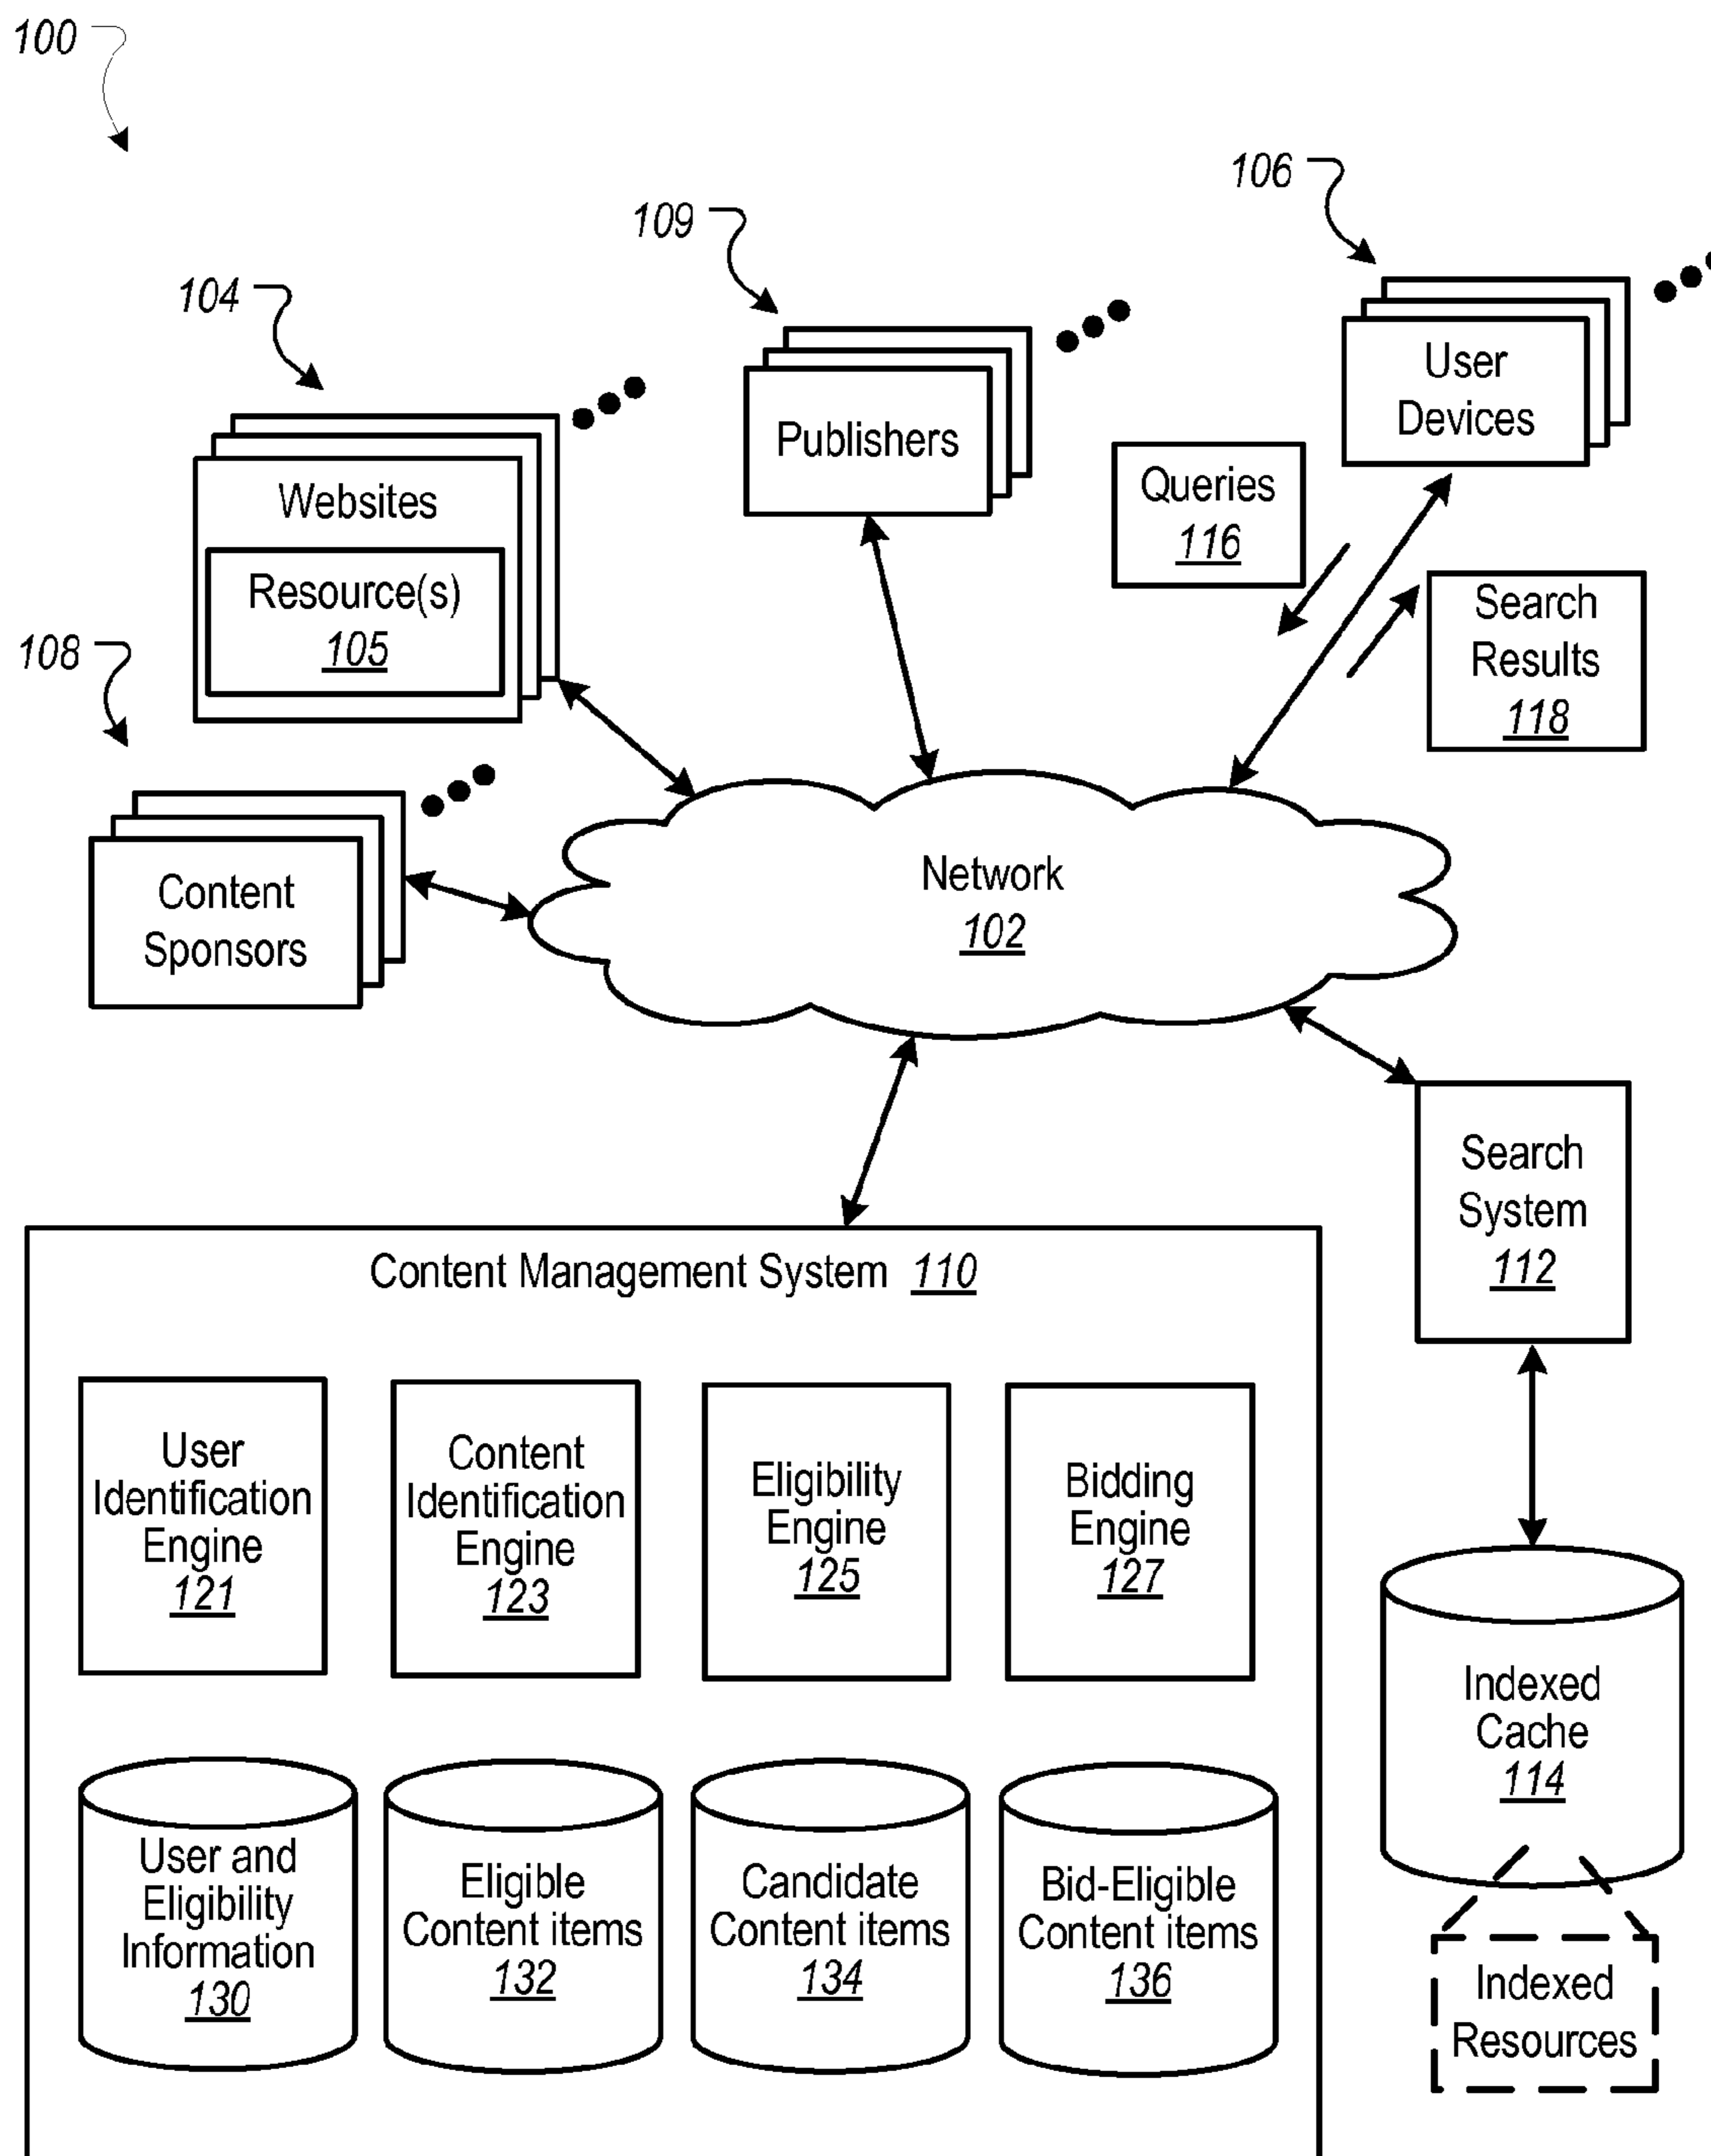 100
106
109
104
User
Devices
Publishers
Queries
116
Websites
Resource(s)
105
Search
Results
118
108
Content
Sponsors
Network
102
Search
System
112
Content Management System 110
User
Identification
Engine
121
Content
Identification
Engine
123
Eligibility
Engine
125
Bidding
Engine
127
Indexed
Cache
114
User and
Eligibility
Information
130
Eligible
Content items
132
Candidate
Content items
134
Bid-Eligible
Content items
136
Indexed
Resources